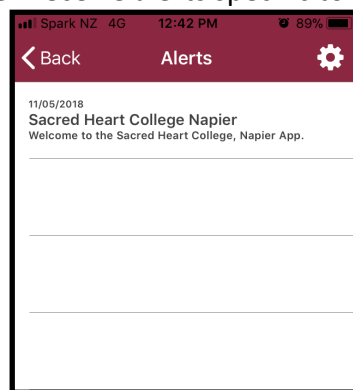 Spark NZ 4G 12:42 PM 89%
Back Alerts
11/05/2018
Sacred Heart College Napier
Welcome to the Sacred Heart College, Napier App.